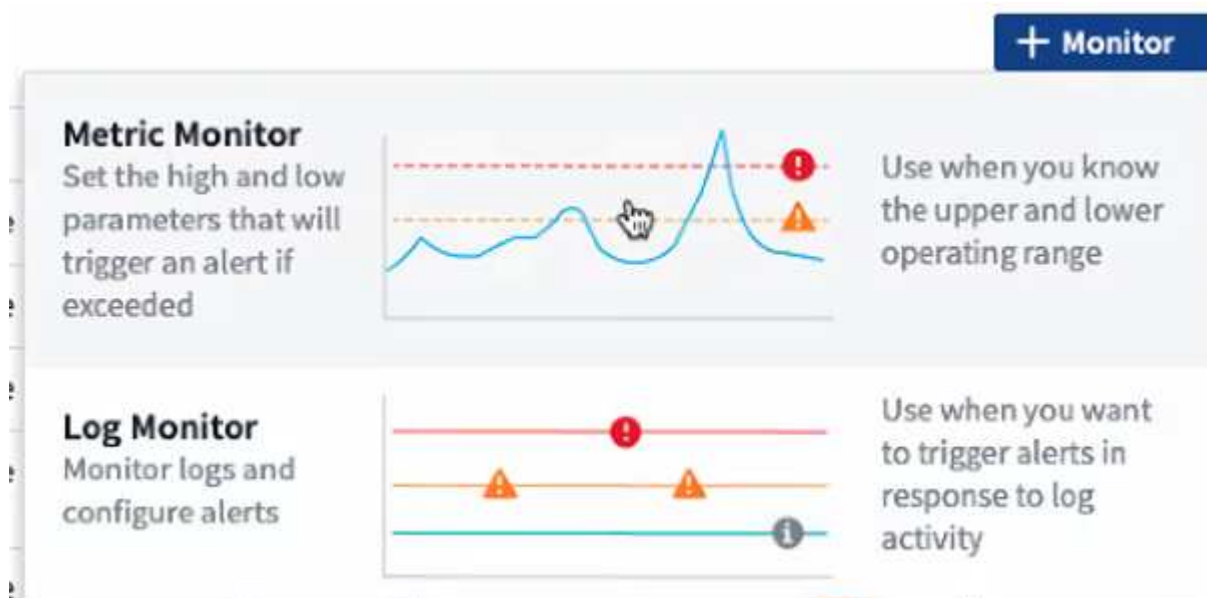 + Monitor
Metric Monitor
Set the high and low
parameters that will
trigger an alert if
exceeded
Use when you know
the upper and lower
operating range
Log Monitor
Monitor logs and
configure alerts
Use when you want
to trigger alerts in
response to log
activity